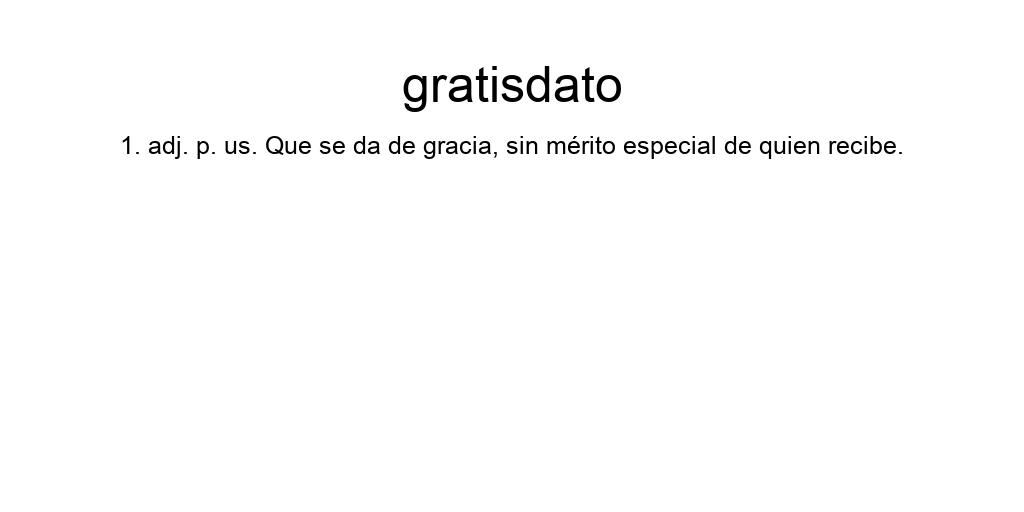 gratisdato
1. adj. p. us. Que se da de gracia, sin mérito especial de quien recibe.